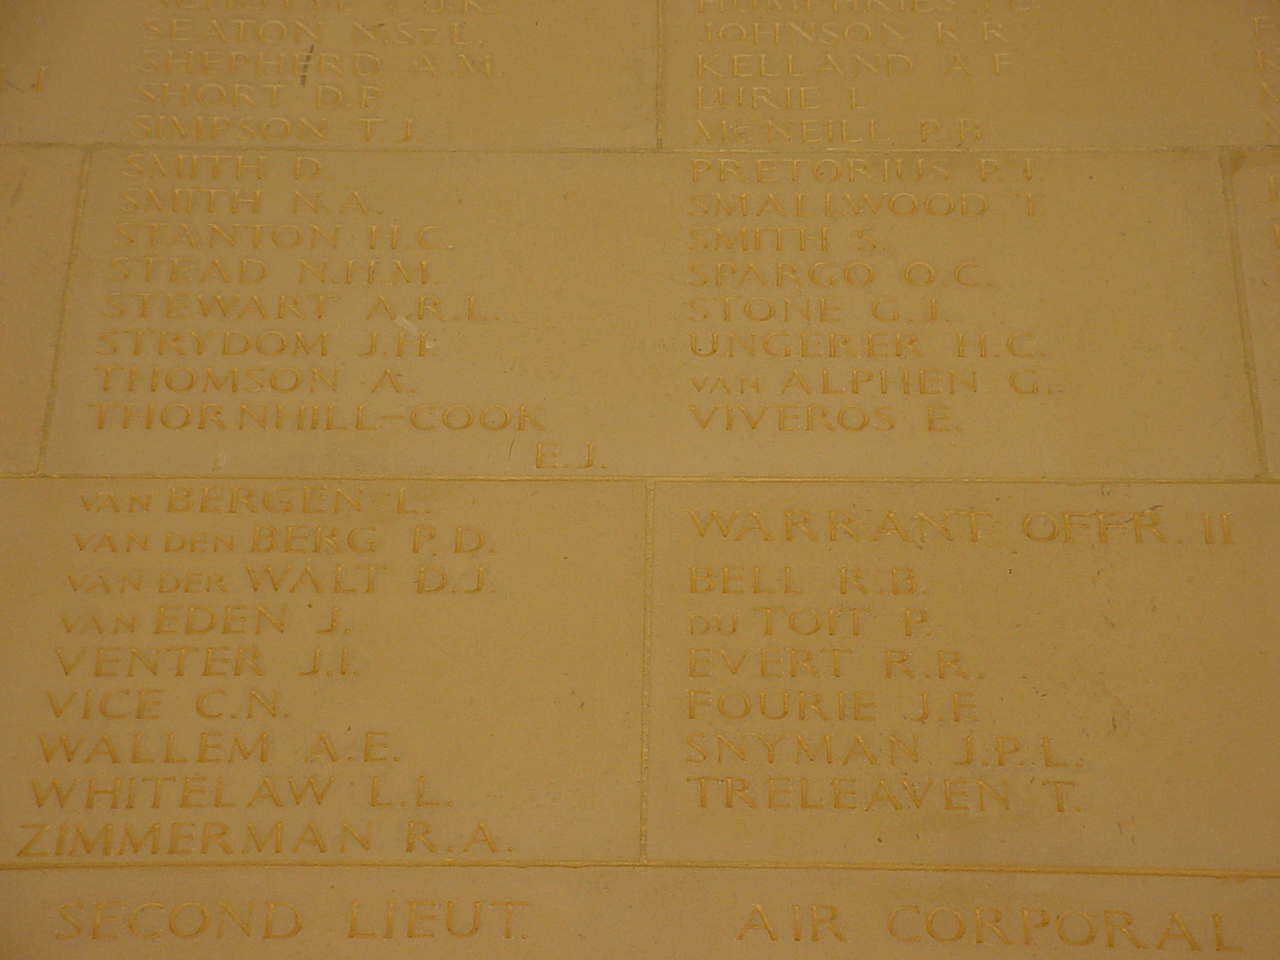 SEATON N.St L.
SHEPHERD A.M.
SHORT D.P.
SIMPSON T.J.
SMITH D.
SMITH N.A.
STANTON H.C.
STEAD N.H.M.
STEWART A.R.L.
STRYDOM J.H.
THOMSON A.
THORNHILL-COOK
E.J.
VAN BERGEN L.
VAN DEN BERG P.D.
VAN DER WALT D.J.
VAN EDEN J.
VENTER J.I.
VICE C.N.
WALLEM A.E.
WHITELAW L.L.
ZIMMERMAN R.A.
SECOND LIEUT.
JOHNSON R.R.
KELLAND A.F.
LURIE L.
McNEILL P.B.
PRETORIUS P.J.
SMALLWOOD T.
SMITH S.
SPARGO O.C.
STONE G.J.
UNGERER H.C.
VAN ALPHEN G.
VIVEROS E.
WARRANT OFFR. II
BELL R.B.
DU TOIT P.
EVERT R.R.
FOURIE J.F.
SNYMAN J.P.L.
TRELEAVEN T.
AIR CORPORAL